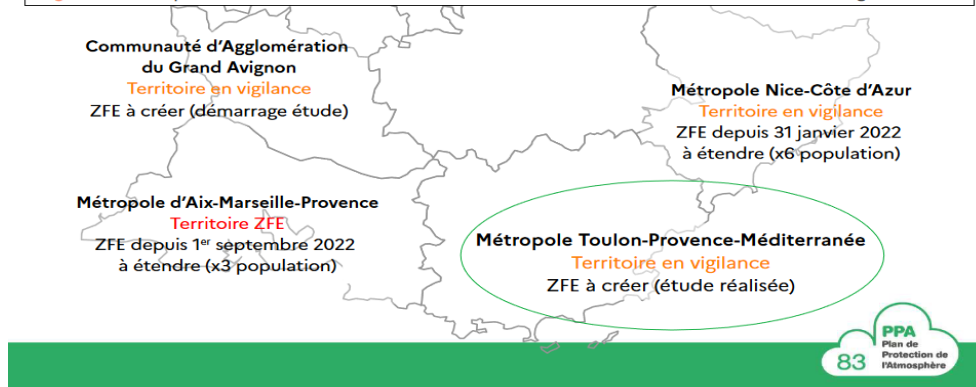 Communauté d'Agglomération
du Grand Avignon
Territoire en vigilance
ZFE à créer (démarrage étude)
Métropole Nice-Côte d'Azur
Territoire en vigilance
ZFE depuis 31 janvier 2022
à étendre (x6 population)
Métropole d'Aix-Marseille-Provence
Territoire ZFE
ZFE depuis 1er septembre 2022
à étendre (x3 population)
Métropole Toulon-Provence-Méditerranée
Territoire en vigilance
ZFE à créer (étude réalisée)
PPA
Plan de
Protection de
l'Atmosphère
83